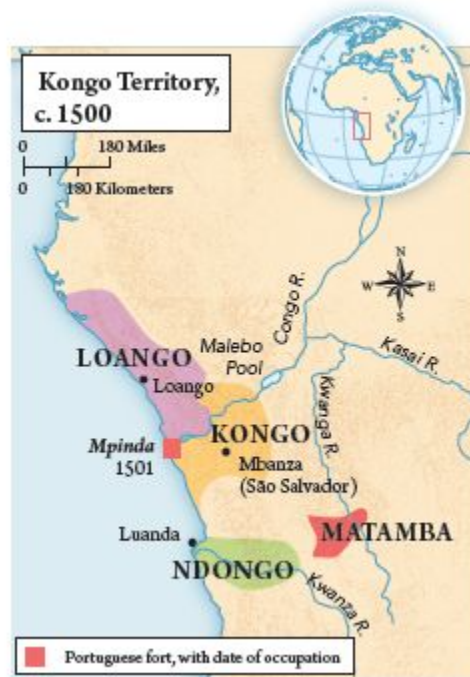 Kongo Territory,
c. 1500
0 180 Miles
0 180 Kilometers
N
W E
S
Congo R.
Kasai R.
Malebo
Pool
Kwanga R.
LOANGO
Loango
KONGO
Mpinda
1501
Mbanza
(São Salvador)
Luanda
MATAMBA
NDONGO
Kwanza R.
Portuguese fort, with date of occupation